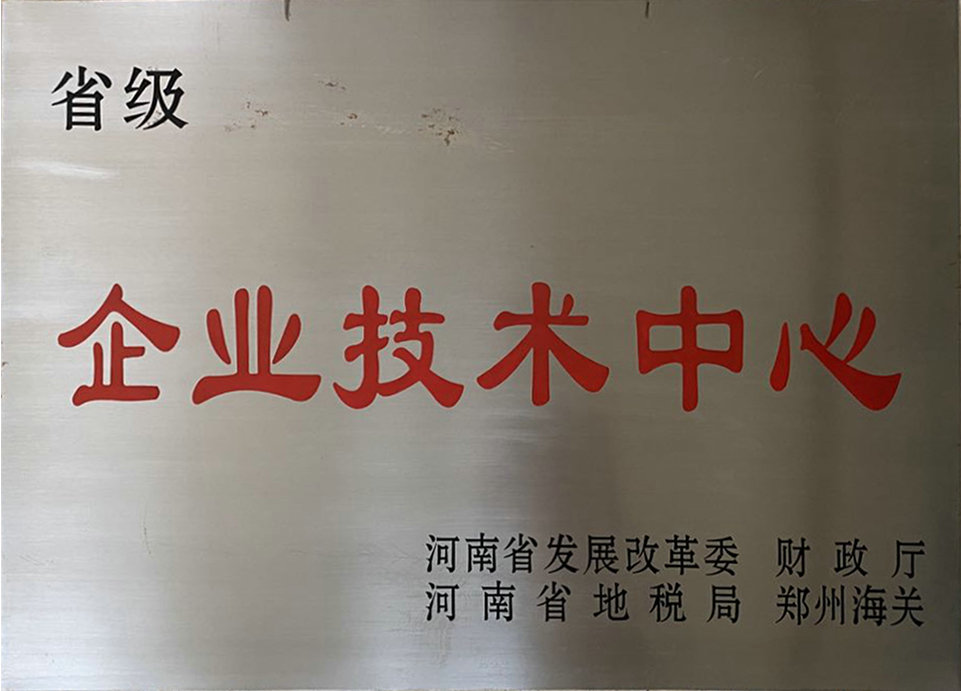 省级
企业技术中心
河南省发展改革委 财政厅
河南省地税局 郑州海关